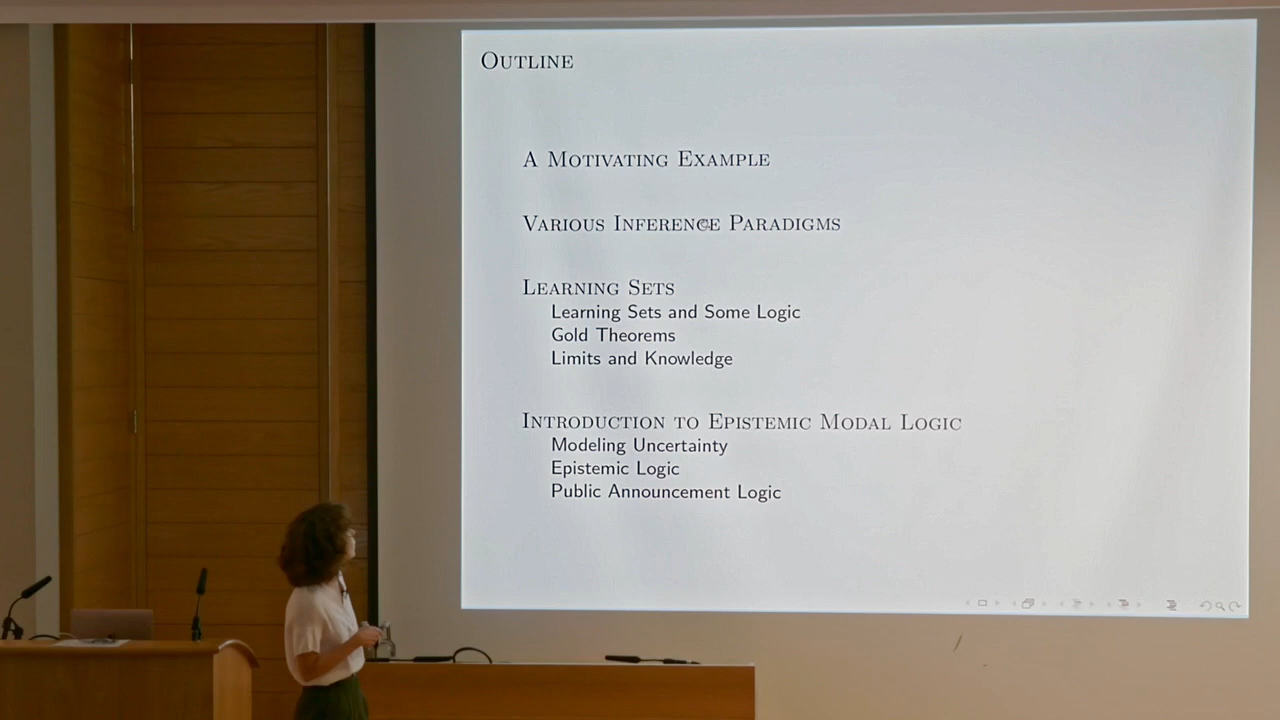 Outline
A Motivating Example
Various Inference Paradigms
Learning Sets
Learning Sets and Some Logic
Gold Theorems
Limits and Knowledge
Introduction to Epistemic Modal Logic
Modeling Uncertainty
Epistemic Logic
Public Announcement Logic